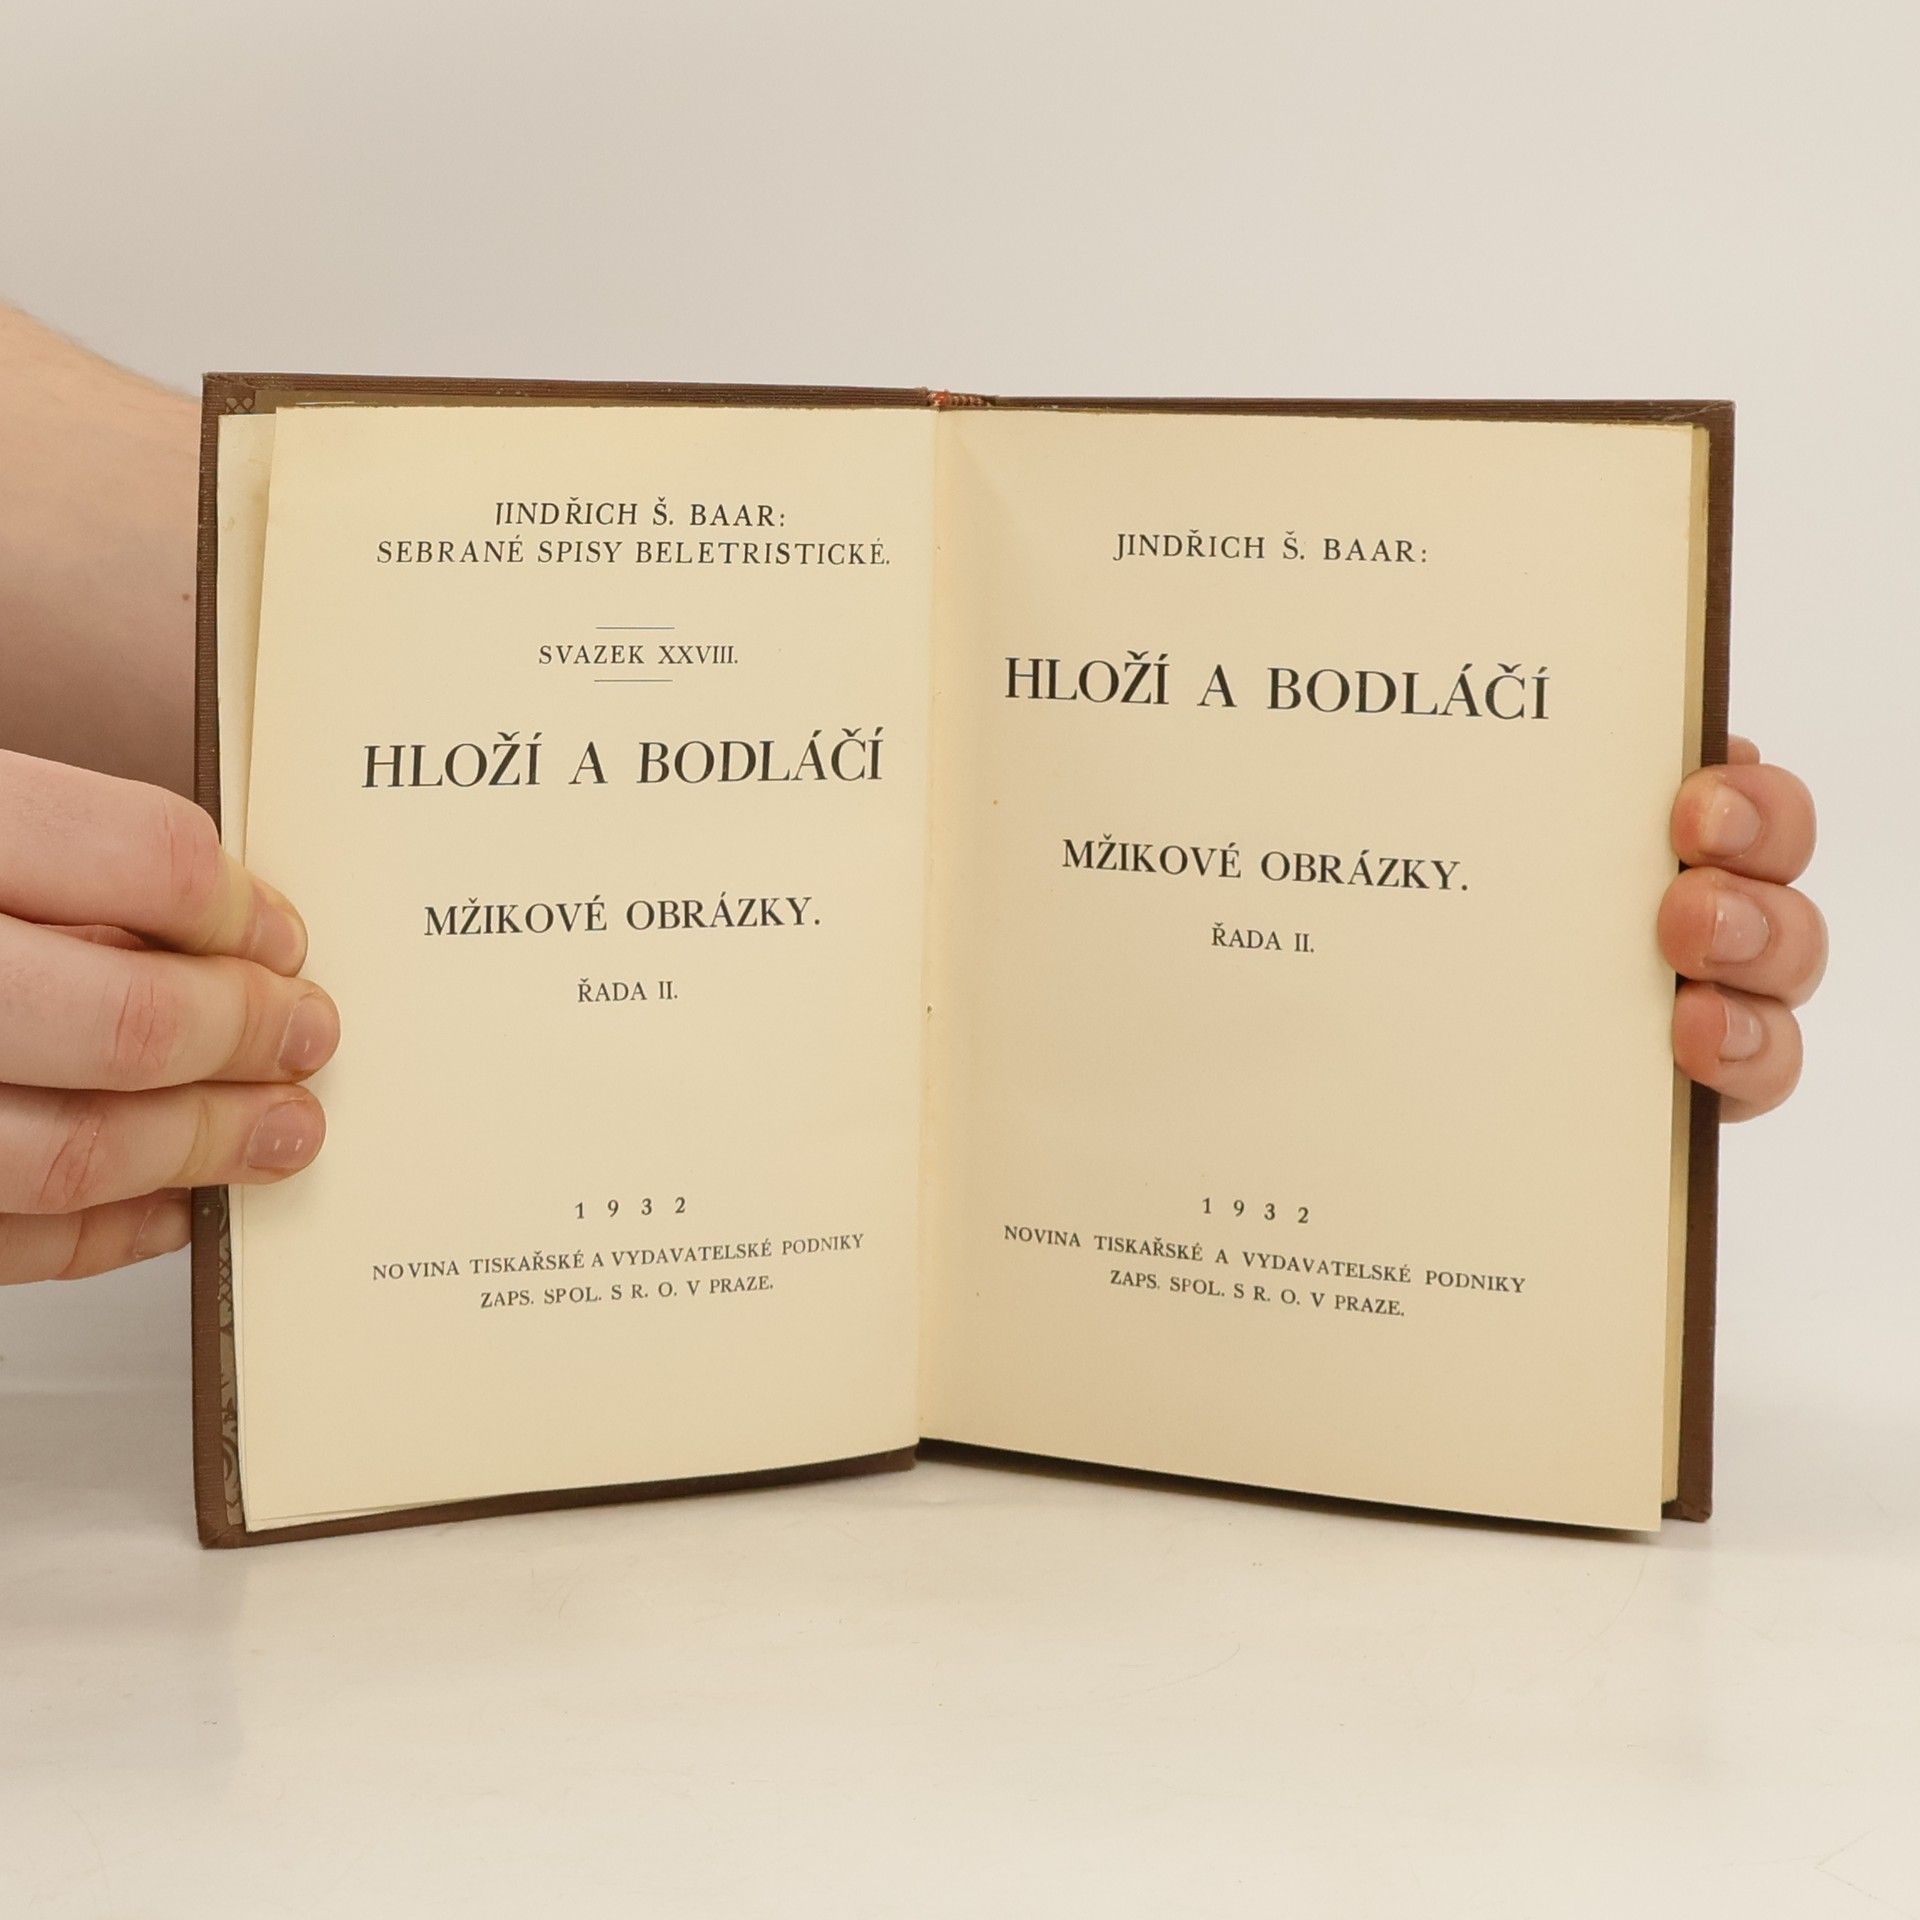 JINDŘICH Š. BAAR:
SEBRANÉ SPISY BELETRISTICKÉ.
SVAZEK XXVIII.
HLOŽÍ A BODLÁČÍ
MŽIKOVÉ OBRÁZKY.
ŘADA II.
1932
NOVINA TISKAŘSKÉ A VYDAVATELSKÉ PODNIKY
ZAPS. SPOL. S R. O. V PRAZE.
JINDŘICH Š. BAAR:
HLOŽÍ A BODLÁČÍ
MŽIKOVÉ OBRÁZKY.
ŘADA II.
1932
NOVINA TISKAŘSKÉ A VYDAVATELSKÉ PODNIKY
ZAPS. SPOL. S R. O. V PRAZE.